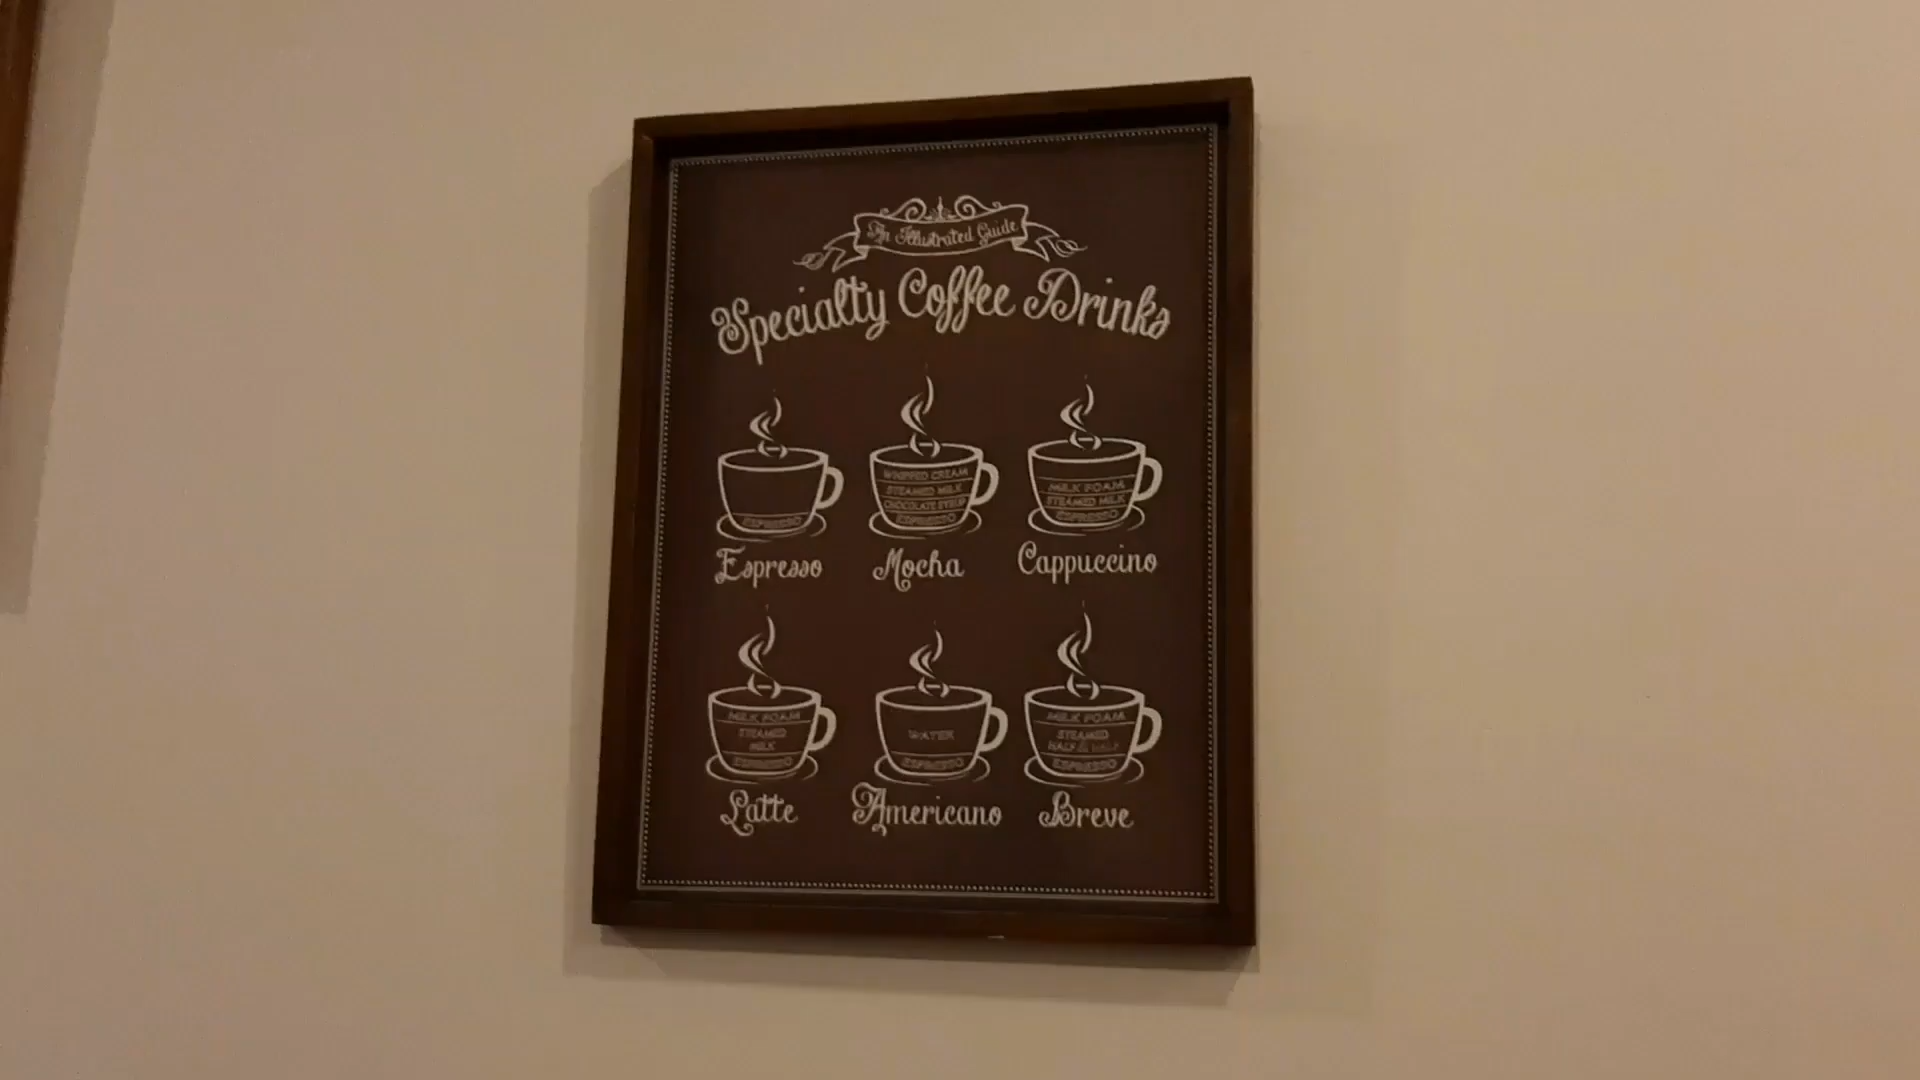 An Illustrated Guide
Specialty Coffee Drinks
ESPRESSO
Espresso
WHIPPED CREAM
STEAMED MILK
CHOCOLATE SYRUP
ESPRESSO
Mocha
MILK FOAM
STEAMED MILK
ESPRESSO
Cappuccino
MILK FOAM
STEAMED
MILK
ESPRESSO
Latte
WATER
ESPRESSO
Americano
MILK FOAM
STEAMED
HALF & HALF
ESPRESSO
Breve